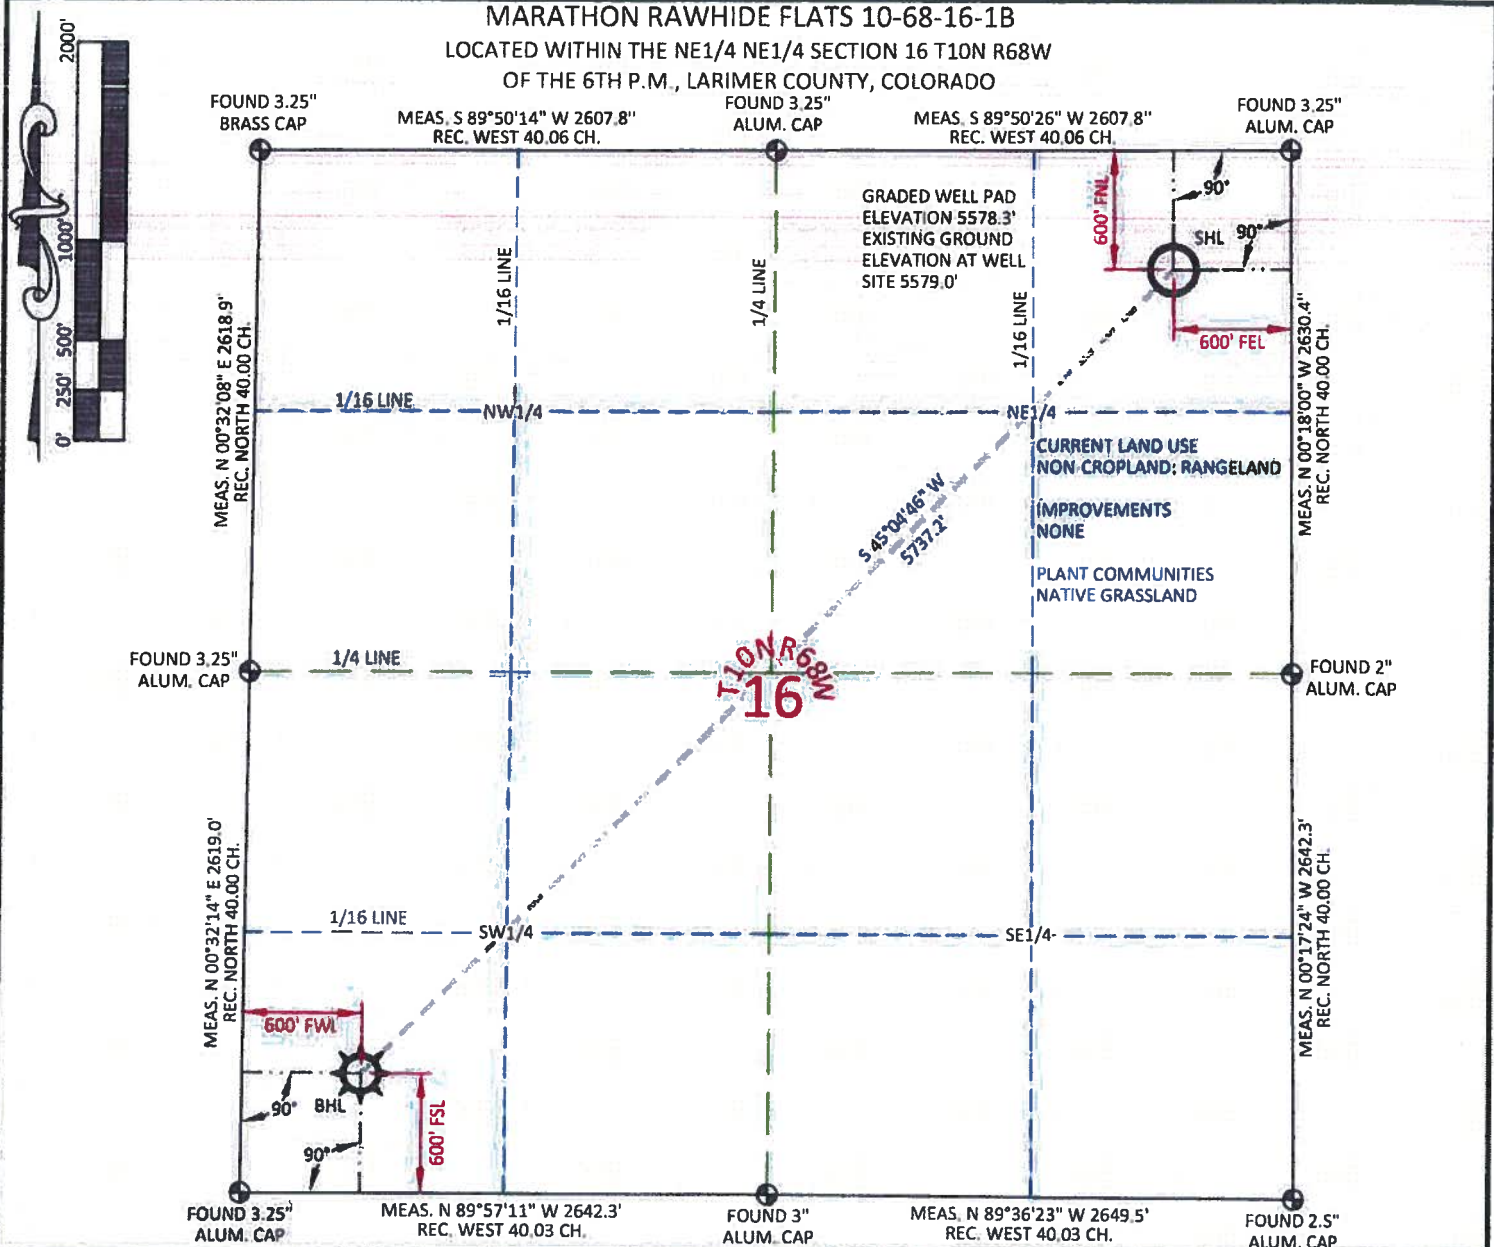 MARATHON RAWHIDE FLATS 10-68-16-1B
LOCATED WITHIN THE NE1/4 NE1/4 SECTION 16 T10N R68W
OF THE 6TH P.M., LARIMER COUNTY, COLORADO
2000'
1000'
500'
250'
0'
FOUND 3.25"
BRASS CAP
MEAS. S 89°50'14" W 2607.8"
REC. WEST 40.06 CH.
FOUND 3.25"
ALUM. CAP
MEAS. S 89°50'26" W 2607.8"
REC. WEST 40.06 CH.
FOUND 3.25"
ALUM. CAP
GRADED WELL PAD
ELEVATION 5578.3'
EXISTING GROUND
ELEVATION AT WELL
SITE 5579.0'
600' FNL
90°
SHL
90°
600' FEL
1/16 LINE
1/4 LINE
1/16 LINE
MEAS. N 00°32'08" E 2618.9"
REC. NORTH 40.00 CH.
MEAS. N 00°18'00" W 2630.4"
REC. NORTH 40.00 CH.
1/16 LINE
NW1/4
NE1/4
CURRENT LAND USE
NON CROPLAND: RANGELAND
IMPROVEMENTS
NONE
PLANT COMMUNITIES
NATIVE GRASSLAND
S 45°04'46" W
5737.2'
FOUND 3.25"
ALUM. CAP
1/4 LINE
T10N R68W
16
FOUND 2"
ALUM. CAP
MEAS. N 00°32'14" E 2619.0'
REC. NORTH 40.00 CH.
MEAS. N 00°17'24" W 2642.3'
REC. NORTH 40.00 CH.
1/16 LINE
SW1/4
SE1/4-
600' FWL
90°
BHL
90°
600' FSL
FOUND 3.25"
ALUM. CAP
MEAS. N 89°57'11" W 2642.3'
REC. WEST 40.03 CH.
FOUND 3"
ALUM. CAP
MEAS. N 89°36'23" W 2649.5'
REC. WEST 40.03 CH.
FOUND 2.5"
ALUM. CAP